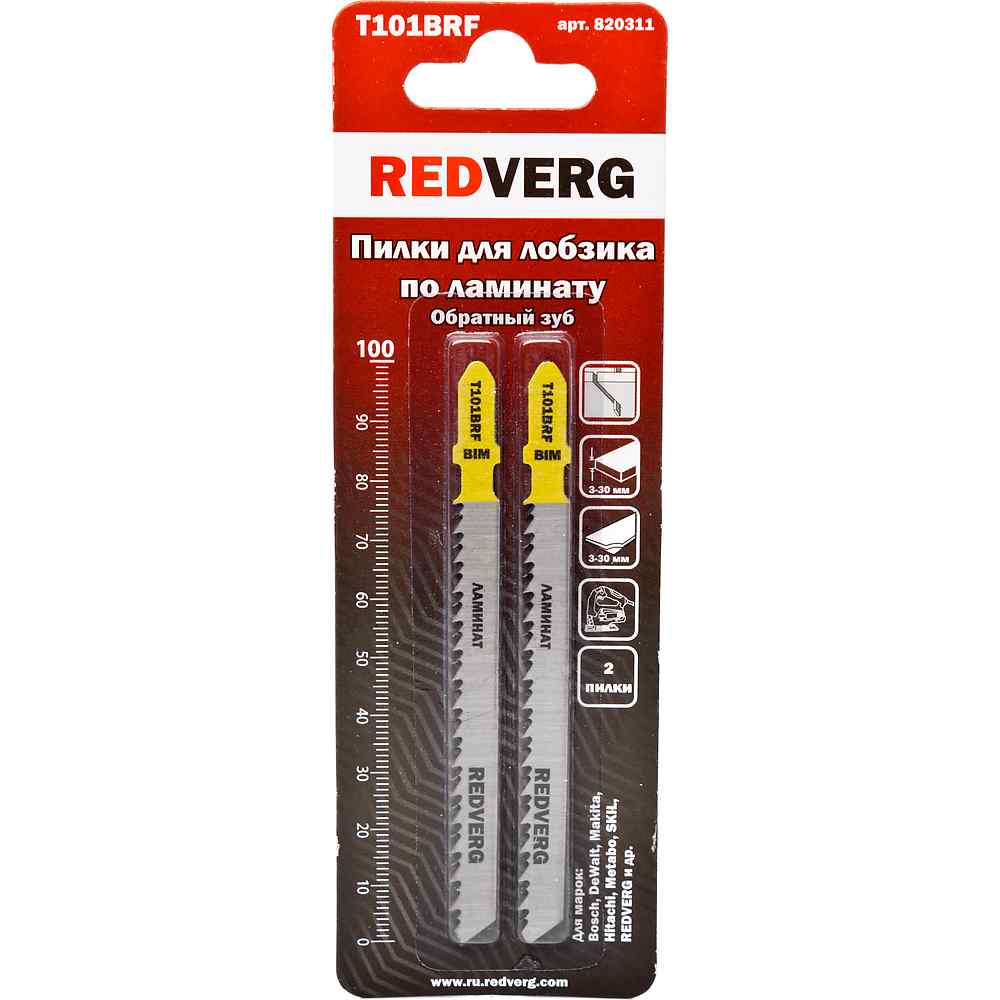 T101BRF
арт. 820311
REDVERG
Пилки для лобзика
по ламинату
Обратный зуб
100
90
80
70
60
50
40
30
20
10
0
T101BRF
BIM
ЛАМИНАТ
REDVERG
T101BRF
BIM
ЛАМИНАТ
REDVERG
3-30 мм
3-30 мм
2
пилки
Для марок:
Bosch, DeWalt, Makita,
Hitachi, Metabo, SKIL,
REDVERG и др.
www.ru.redverg.com